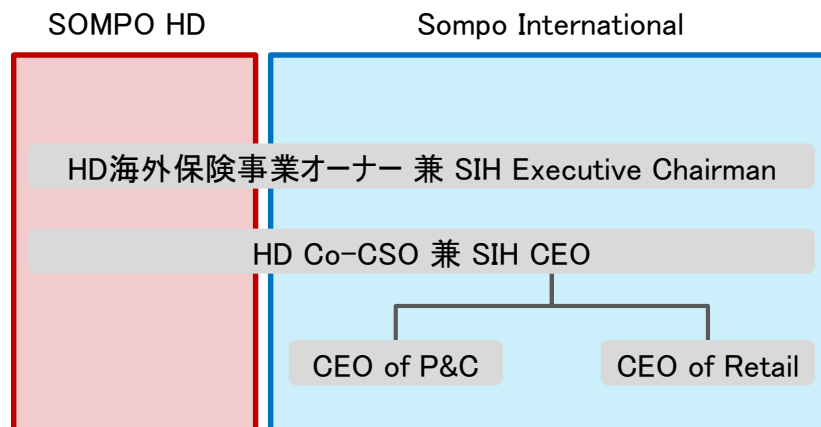 SOMPO HD
Sompo International
HD海外保険事業オーナー 兼 SIH Executive Chairman
HD Co-CSO 兼 SIH CEO
CEO of P&C
CEO of Retail